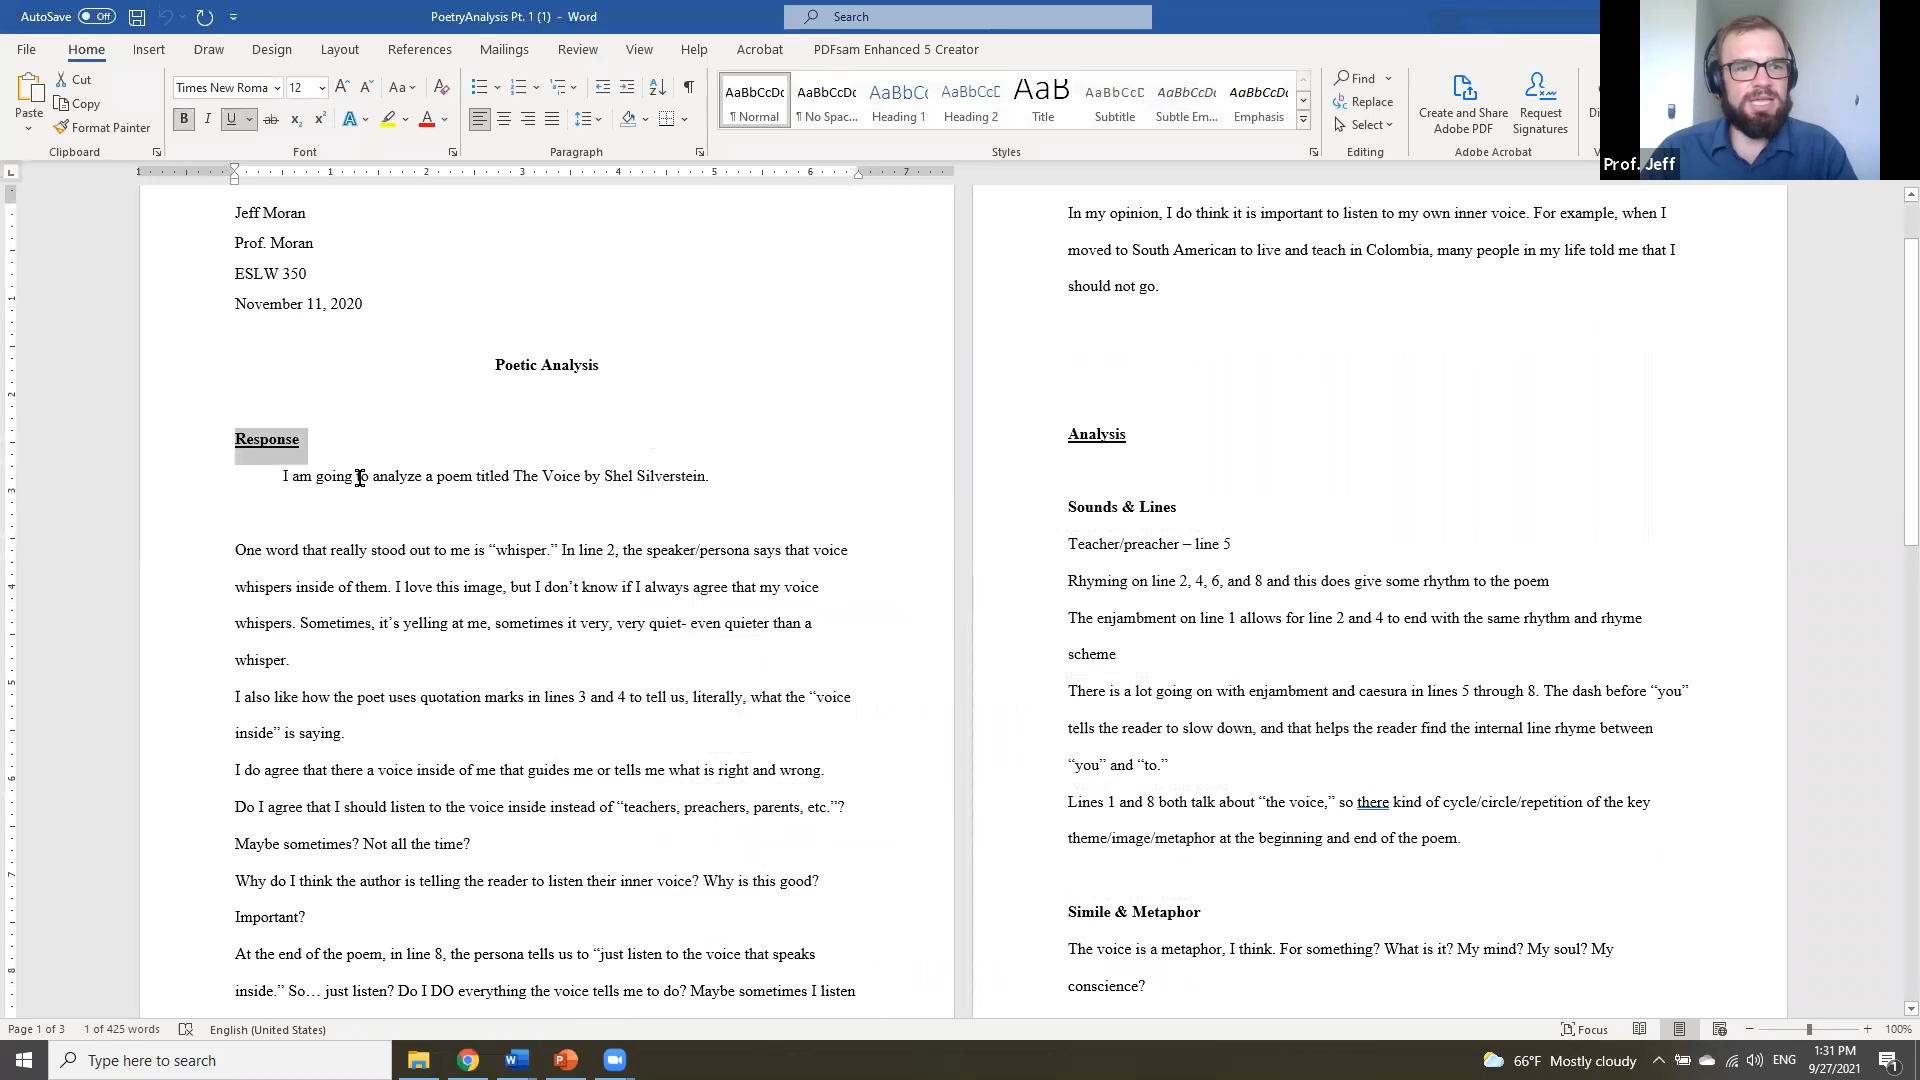 AutoSave Off
PoetryAnalysis Pt. 1 (1) - Word
Search
File Home Insert Draw Design Layout References Mailings Review View Help Acrobat PDFsam Enhanced 5 Creator
Paste
Cut
Copy
Format Painter
Clipboard
Times New Roma 12
Font
Paragraph
AaBbCcDc AaBbCcDc AaBbCc AaBbCcD AaB AaBbCcD AaBbCcDc AaBbCcDc
¶ Normal ¶ No Spac... Heading 1 Heading 2 Title Subtitle Subtle Em... Emphasis
Styles
Find
Replace
Select
Editing
Create and Share Adobe PDF
Request Signatures
Adobe Acrobat
Prof. Jeff
Jeff Moran
Prof. Moran
ESLW 350
November 11, 2020
Poetic Analysis
Response
I am going to analyze a poem titled The Voice by Shel Silverstein.
One word that really stood out to me is “whisper.” In line 2, the speaker/persona says that voice
whispers inside of them. I love this image, but I don’t know if I always agree that my voice
whispers. Sometimes, it’s yelling at me, sometimes it very, very quiet- even quieter than a
whisper.
I also like how the poet uses quotation marks in lines 3 and 4 to tell us, literally, what the “voice
inside” is saying.
I do agree that there a voice inside of me that guides me or tells me what is right and wrong.
Do I agree that I should listen to the voice inside instead of “teachers, preachers, parents, etc.”?
Maybe sometimes? Not all the time?
Why do I think the author is telling the reader to listen their inner voice? Why is this good?
Important?
At the end of the poem, in line 8, the persona tells us to “just listen to the voice that speaks
inside.” So… just listen? Do I DO everything the voice tells me to do? Maybe sometimes I listen
In my opinion, I do think it is important to listen to my own inner voice. For example, when I
moved to South American to live and teach in Colombia, many people in my life told me that I
should not go.
Analysis
Sounds & Lines
Teacher/preacher – line 5
Rhyming on line 2, 4, 6, and 8 and this does give some rhythm to the poem
The enjambment on line 1 allows for line 2 and 4 to end with the same rhythm and rhyme
scheme
There is a lot going on with enjambment and caesura in lines 5 through 8. The dash before “you”
tells the reader to slow down, and that helps the reader find the internal line rhyme between
“you” and “to.”
Lines 1 and 8 both talk about “the voice,” so there kind of cycle/circle/repetition of the key
theme/image/metaphor at the beginning and end of the poem.
Simile & Metaphor
The voice is a metaphor, I think. For something? What is it? My mind? My soul? My
conscience?
Page 1 of 3 1 of 425 words English (United States)
Focus 100%
Type here to search
66°F Mostly cloudy
ENG
1:31 PM
9/27/2021